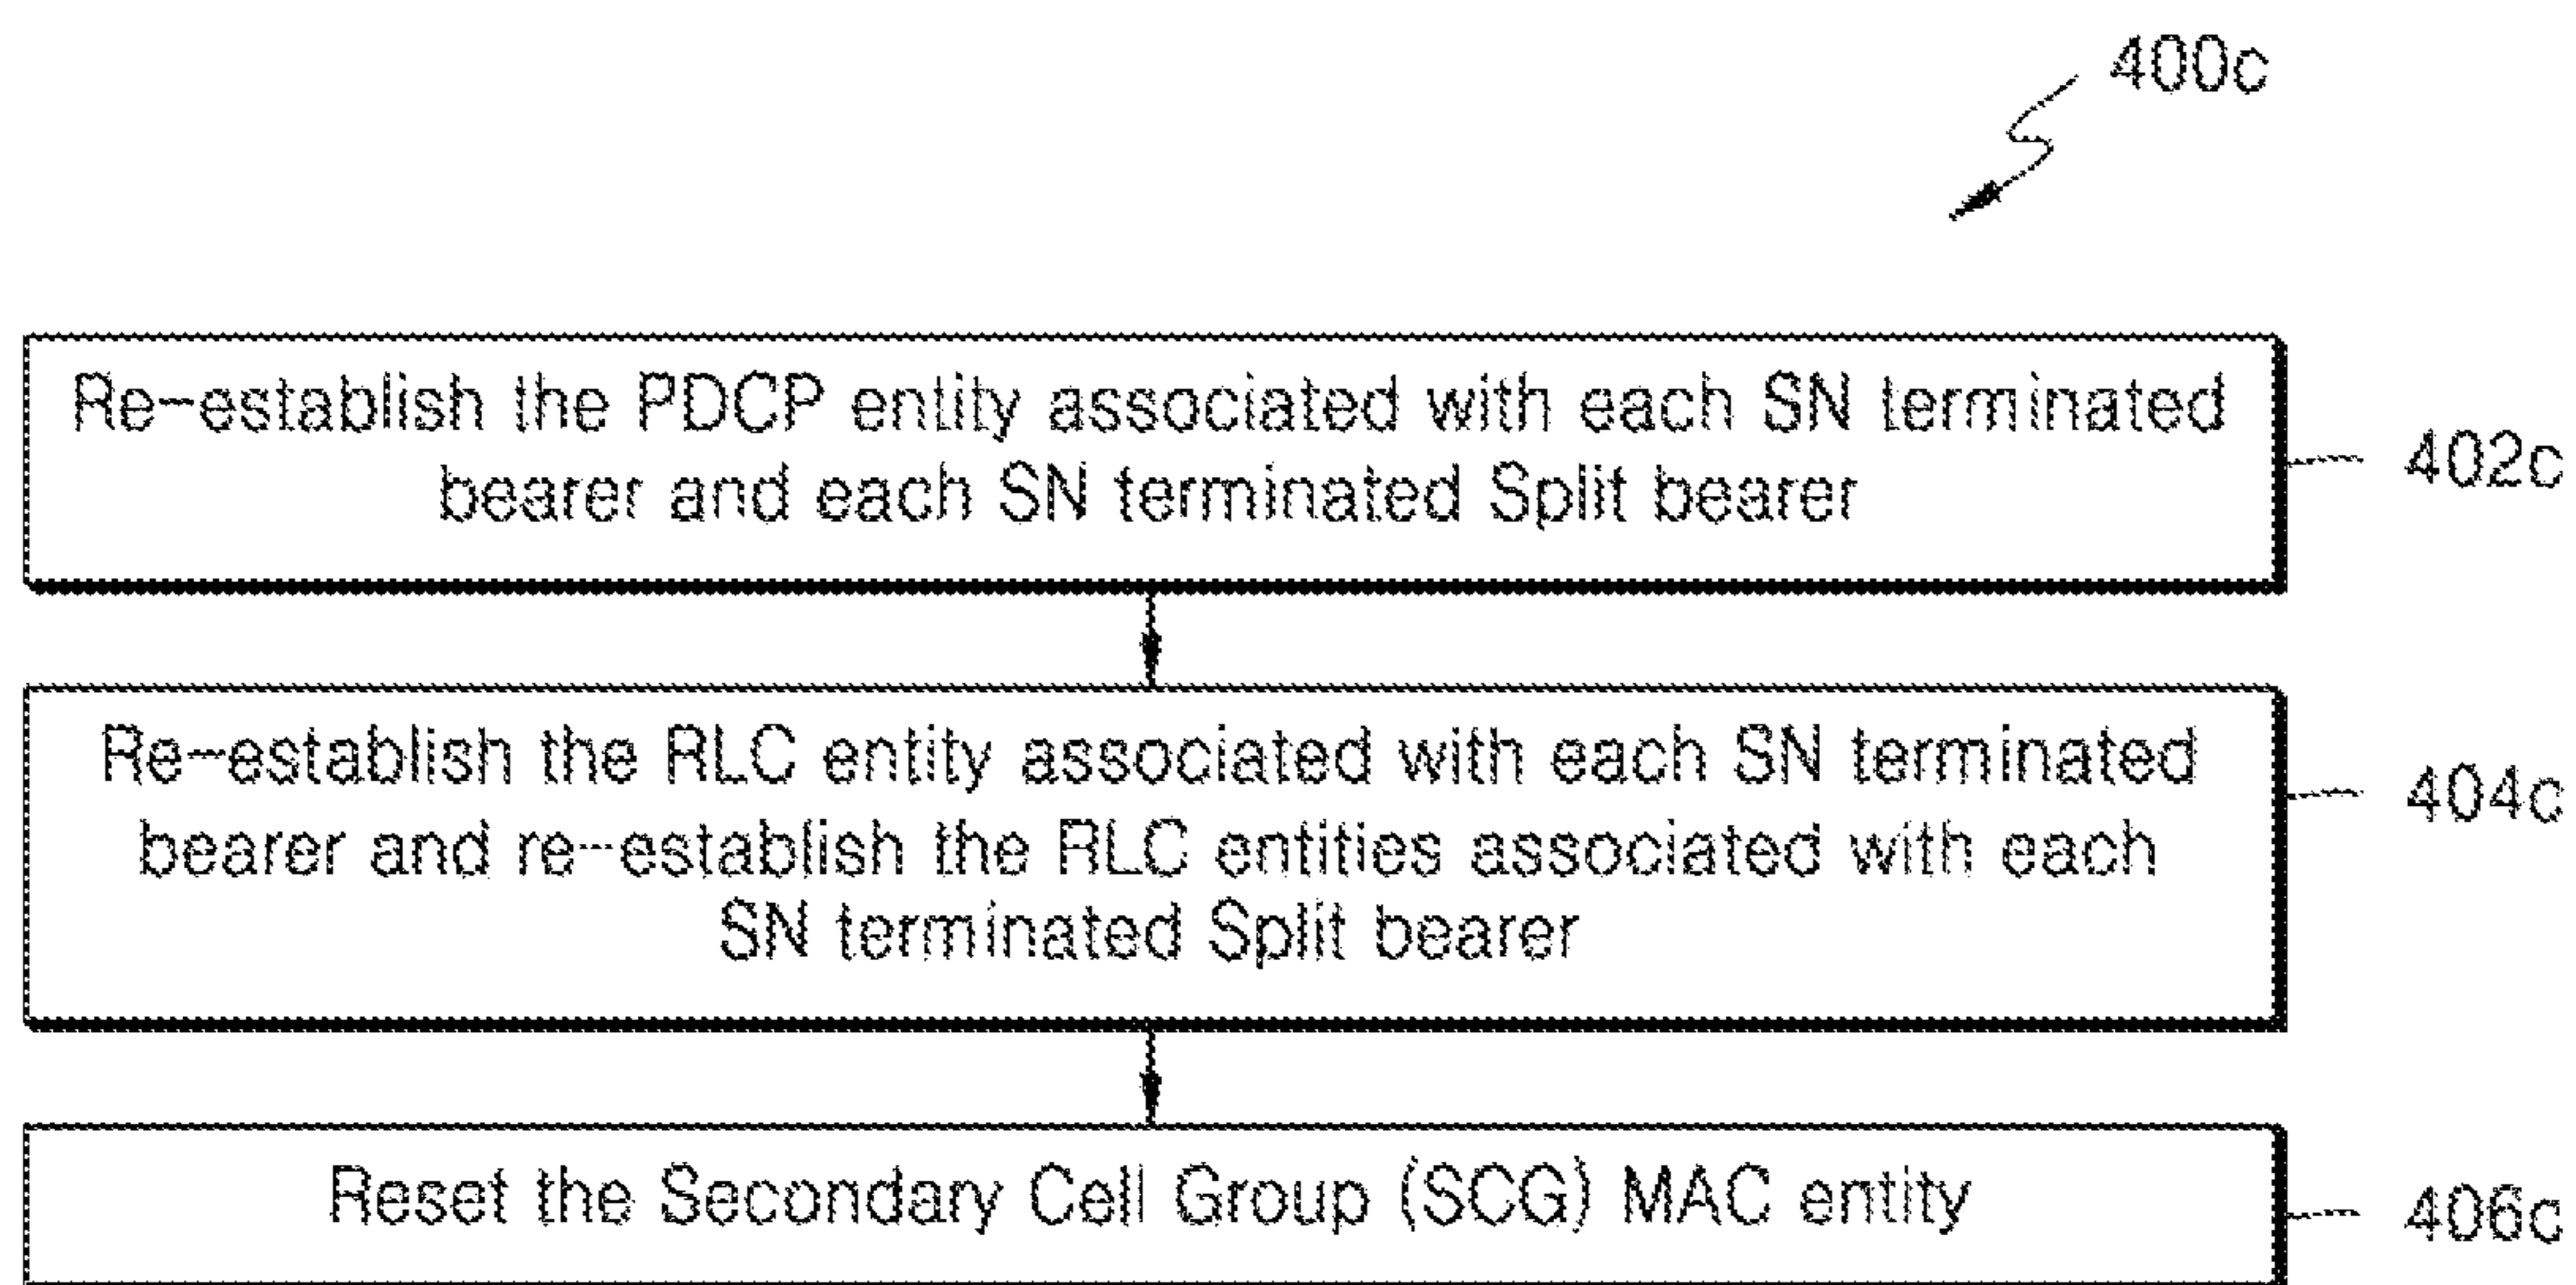 400c
Re-establish the PDCP entity associated with each SN terminated
bearer and each SN terminated Split bearer
402c
Re-establish the RLC entity associated with each SN terminated
bearer and re-establish the RLC entities associated with each
SN terminated Split bearer
404c
Reset the Secondary Cell Group (SCG) MAC entity
406c